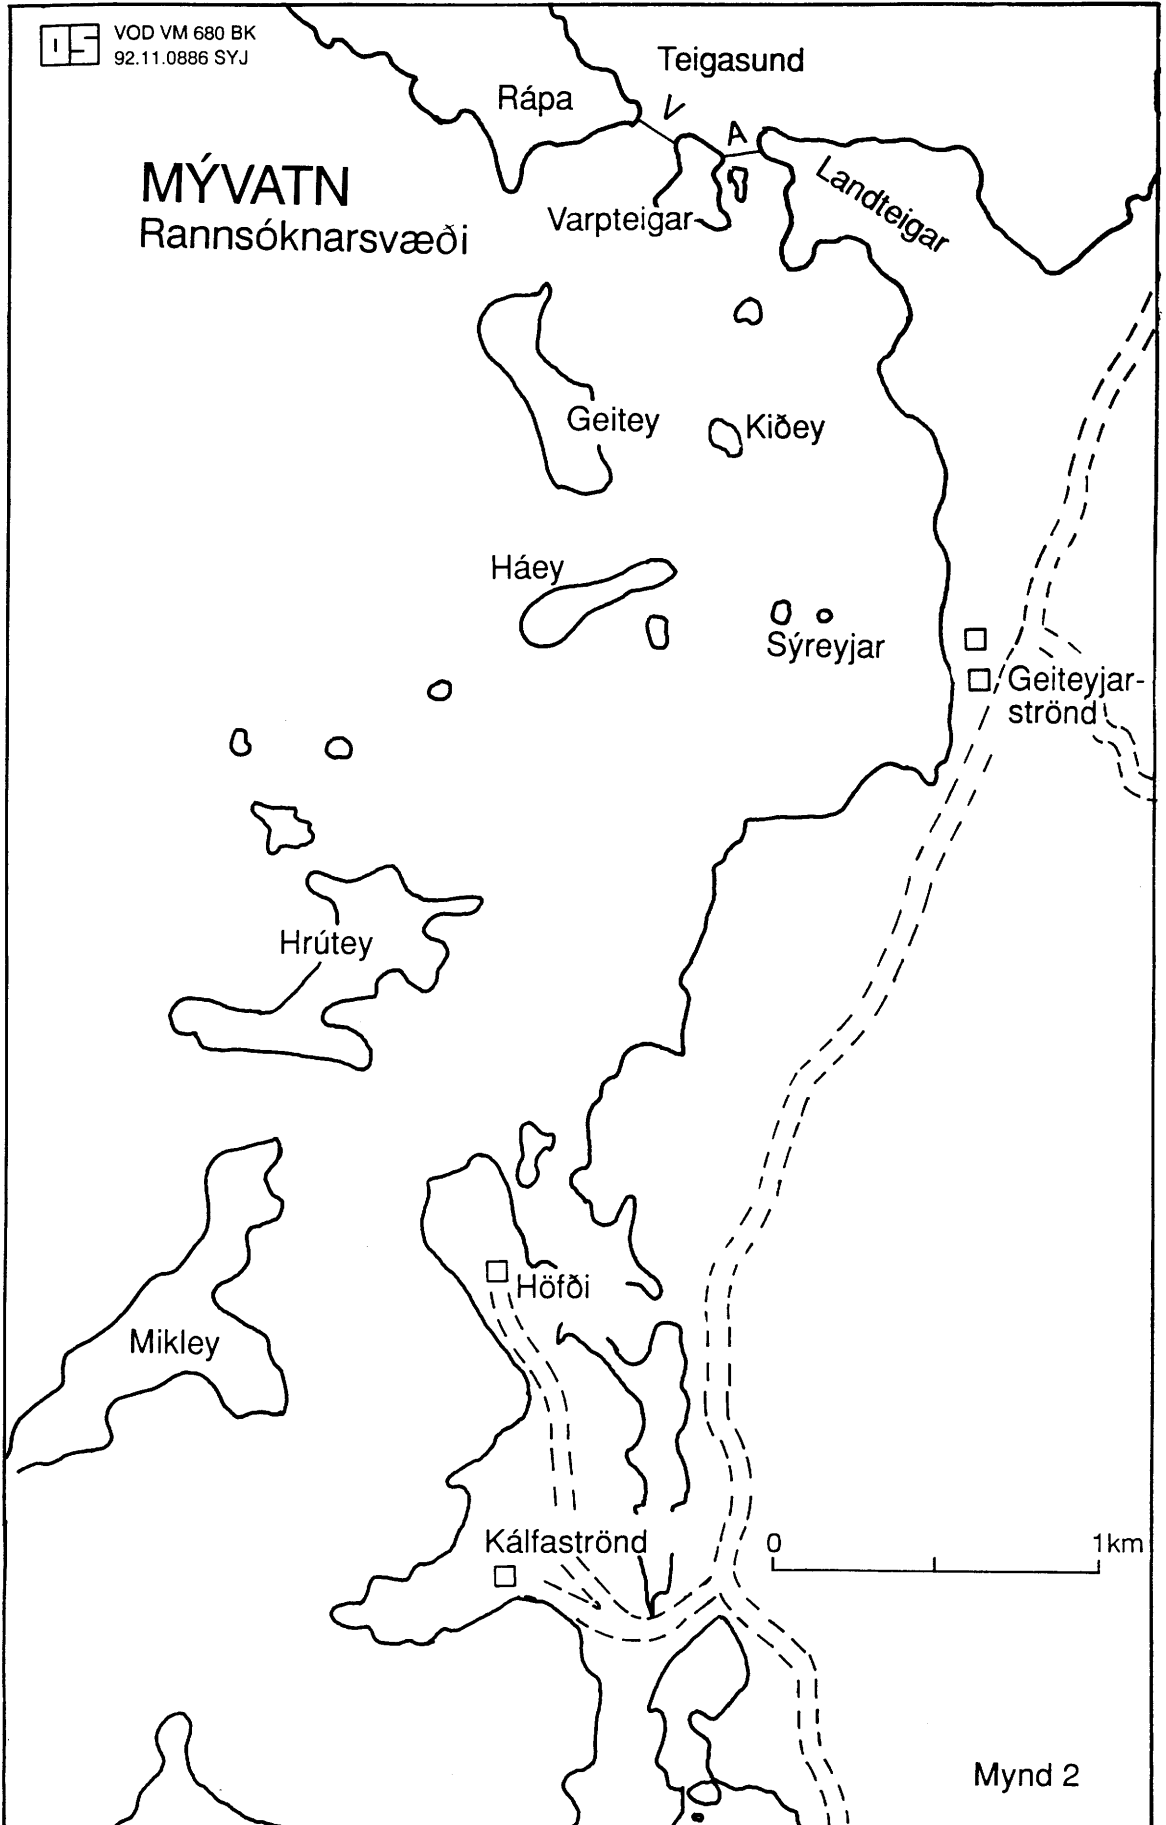 OS
VOD VM 680 BK
92.11.0886 SYJ
Teigasund
Rápa
V
A
MÝVATN
Rannsóknarsvæði
Landteigar
Varpteigar
Geitey
Kiðey
Háey
Sýreyjar
Geiteyjar-
strönd
Hrútey
Höfði
Mikley
Kálfaströnd
0
1km
Mynd 2